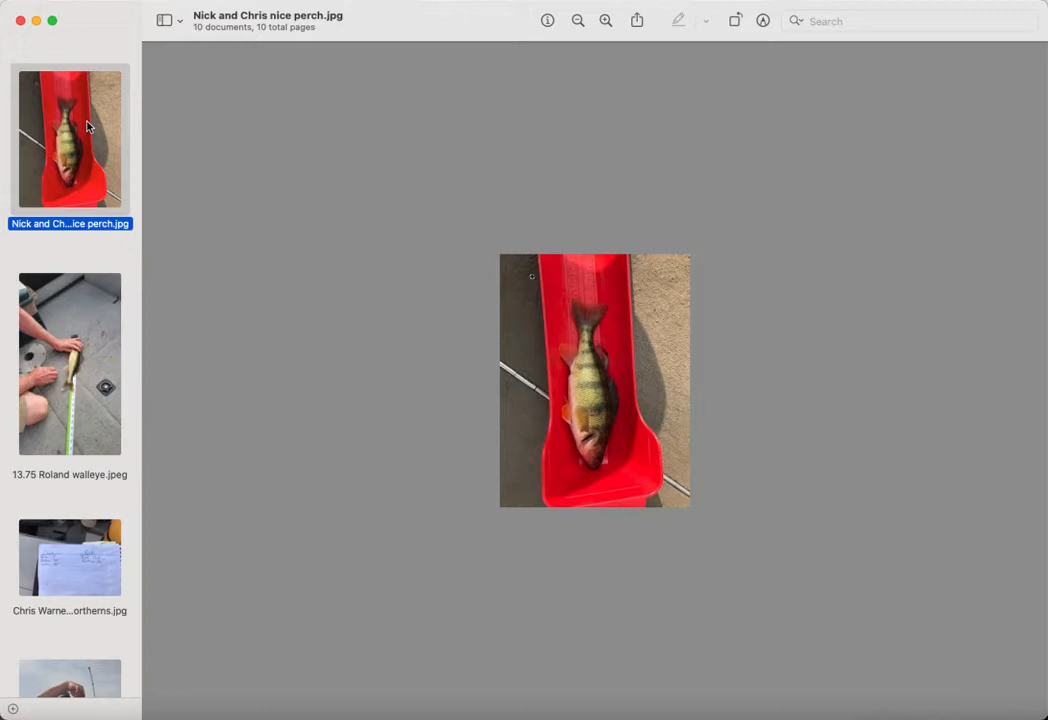 Nick and Chris nice perch.jpg
10 documents, 10 total pages
Search
Nick and Ch...ice perch.jpg
13.75 Roland walleye.jpeg
Chris Warne...ortherns.jpg